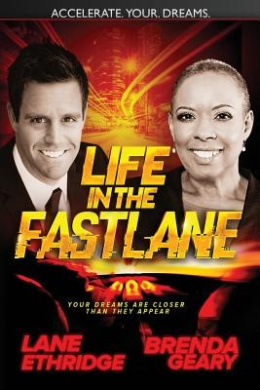 ACCELERATE. YOUR. DREAMS.
LIFE
IN THE
FASTLANE
YOUR DREAMS ARE CLOSER
THAN THEY APPEAR
LANE
ETHRIDGE
BRENDA
GEARY